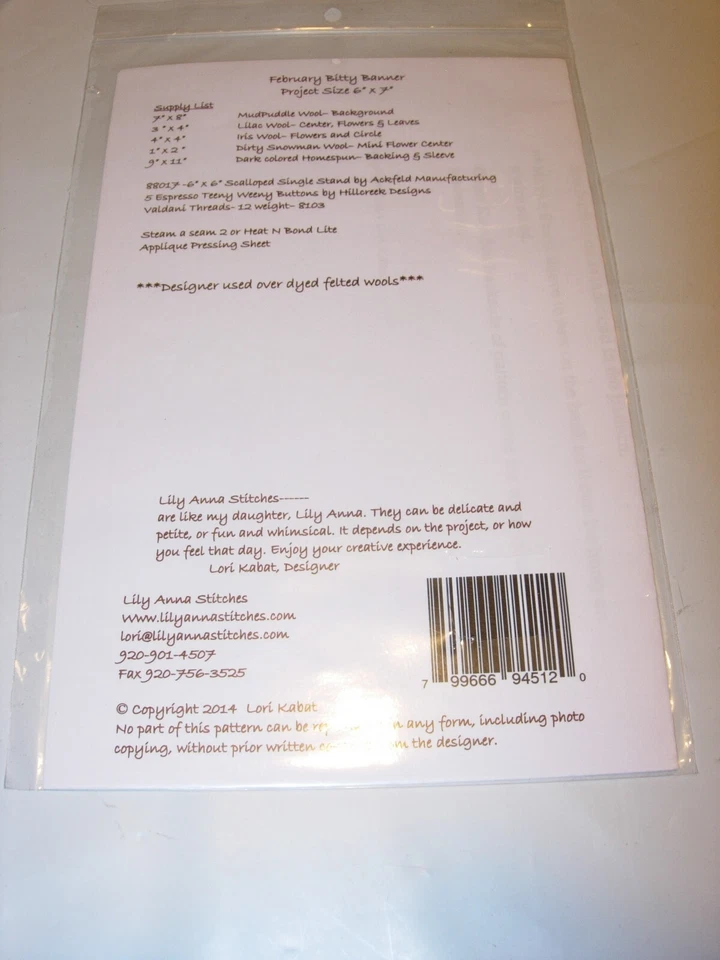 February Bitty Banner
Project Size 6" x 7"
Supply List
7" x 8" MudPuddle Wool- Background
3 " x 4" Lilac Wool- Center, Flowers & Leaves
4" x 4" Iris Wool- Flowers and Circle
1" x 2 " Dirty Snowman Wool- Mini Flower Center
9" x 11" Dark colored Homespun- Backing & Sleeve
88017 -6" x 6" Scalloped Single Stand by Ackfeld Manufacturing
5 Espresso Teeny Weeny Buttons by Hillcreek Designs
Valdani Threads- 12 weight- 8103
Steam a seam 2 or Heat N Bond Lite
Applique Pressing Sheet
***Designer used over dyed felted wools***
Lily Anna Stitches------
are like my daughter, Lily Anna. They can be delicate and
petite, or fun and whimsical. It depends on the project, or how
you feel that day. Enjoy your creative experience.
Lori Kabat, Designer
Lily Anna Stitches
www.lilyannastitches.com
lori@lilyannastitches.com
920-901-4507
Fax 920-756-3525
7 99666 94512 0
© Copyright 2014 Lori Kabat
No part of this pattern can be in any form, including photo
copying, without prior written from the designer.